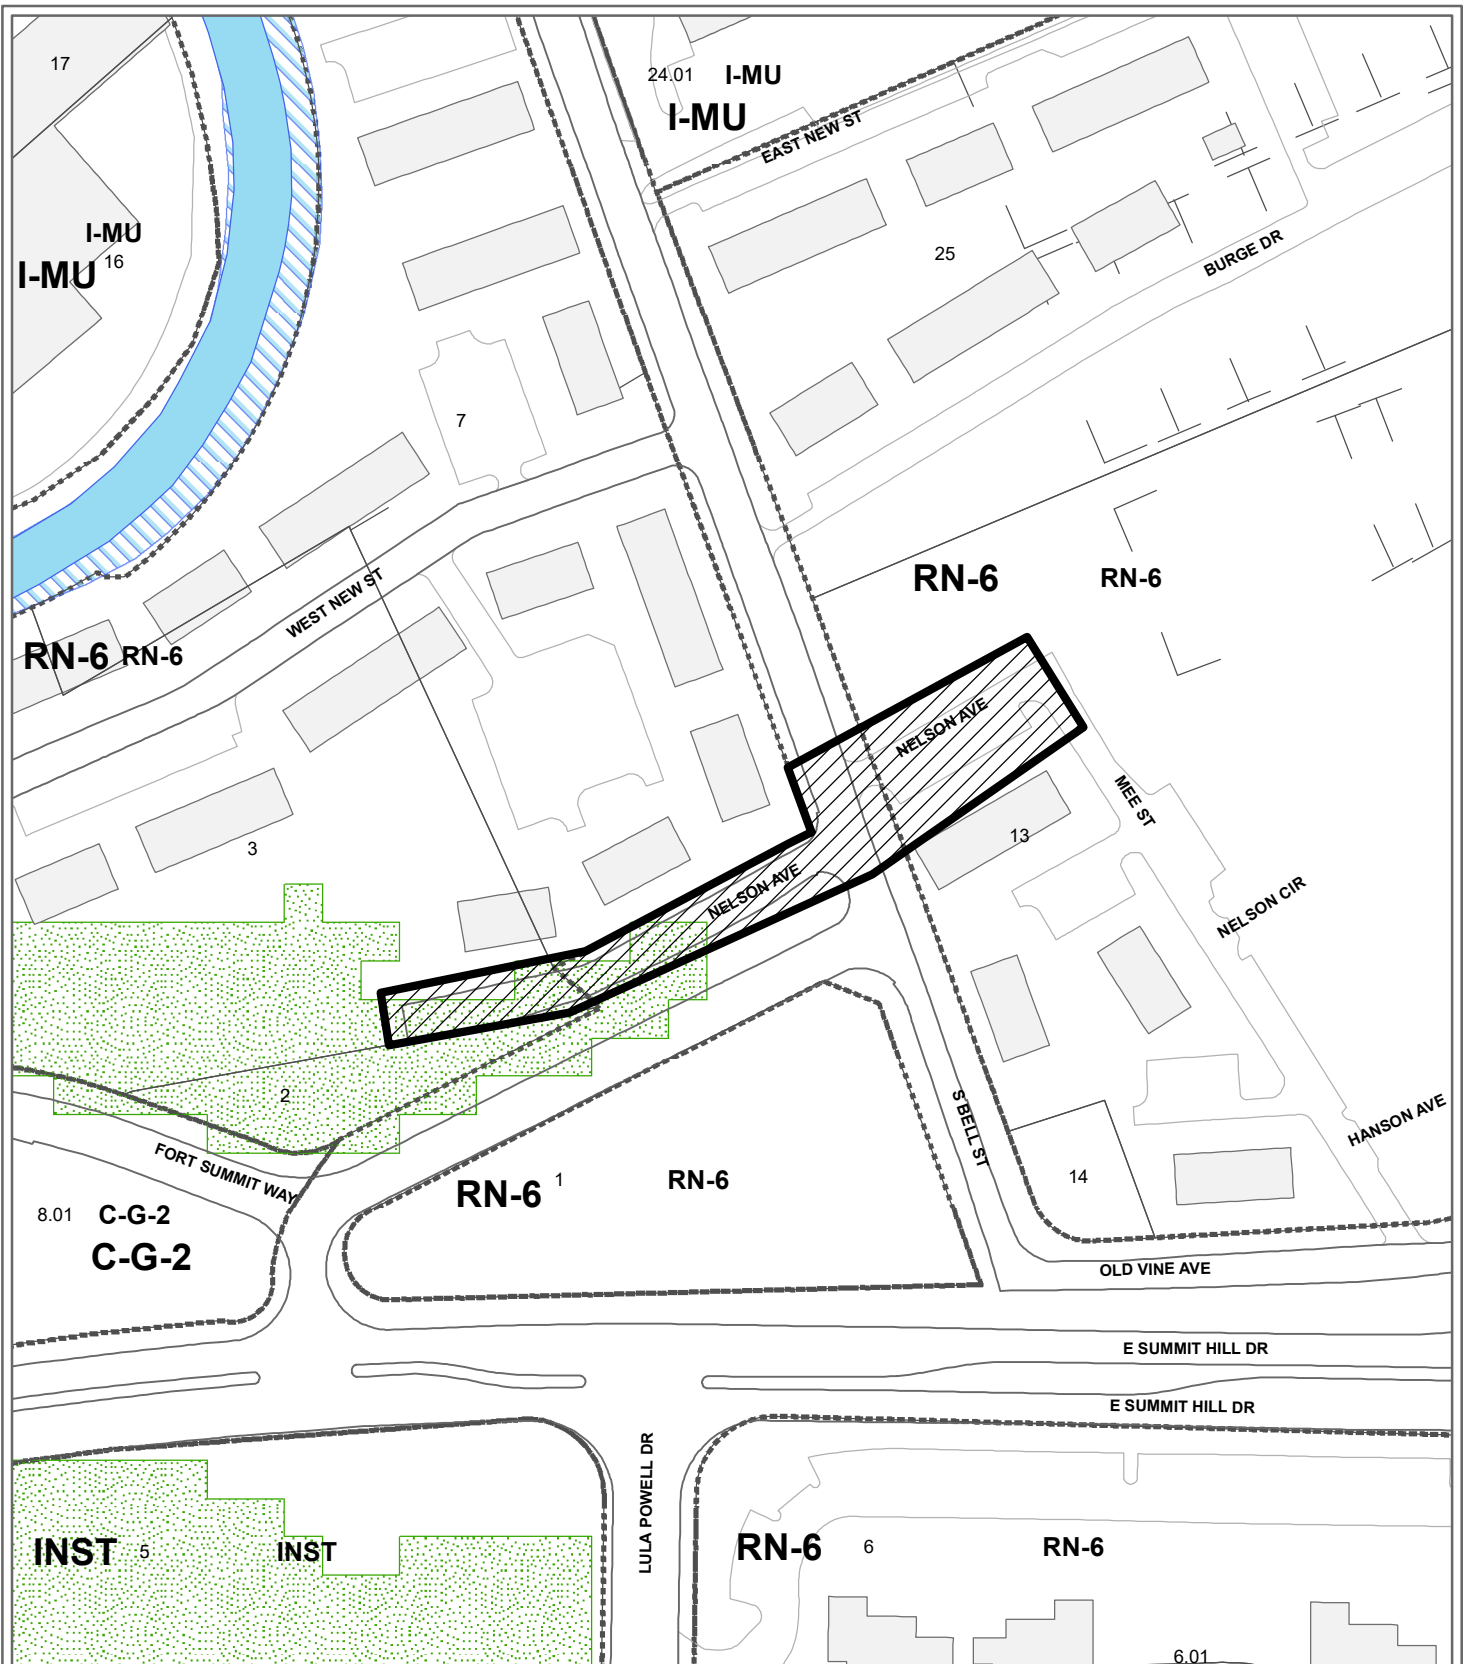 17
24.01
I-MU
I-MU
EAST NEW ST
I-MU
I-MU
16
25
BURGE DR
7
RN-6
RN-6
WEST NEW ST
RN-6
RN-6
NELSON AVE
MEE ST
13
3
NELSON AVE
NELSON CIR
2
HANSON AVE
S BELL ST
FORT SUMMIT WAY
RN-6
1
RN-6
14
8.01
C-G-2
C-G-2
OLD VINE AVE
E SUMMIT HILL DR
E SUMMIT HILL DR
LULA POWELL DR
INST
5
INST
RN-6
6
RN-6
6.01